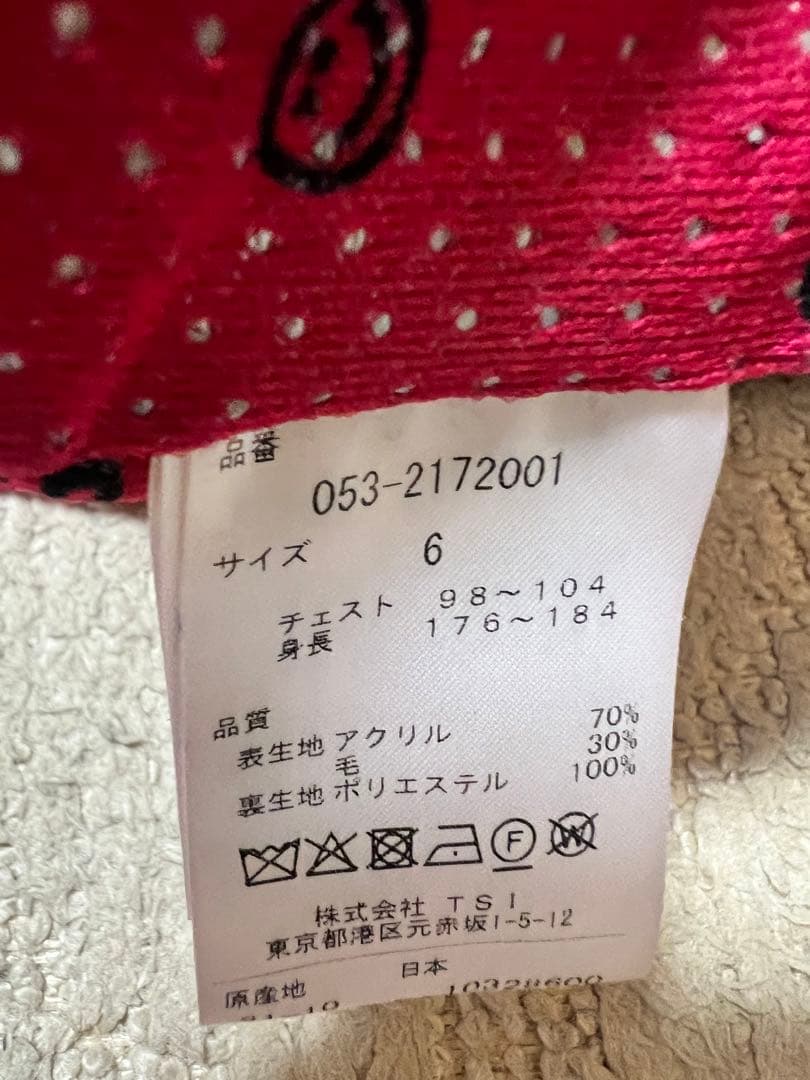 品番
053-2172001
サイズ 6
チェスト 98～104
身長 176～184
品質
表生地 アクリル 70%
毛 30%
裏生地 ポリエステル 100%
F W
株式会社 TSI
東京都港区元赤坂1-5-12
原産地 日本